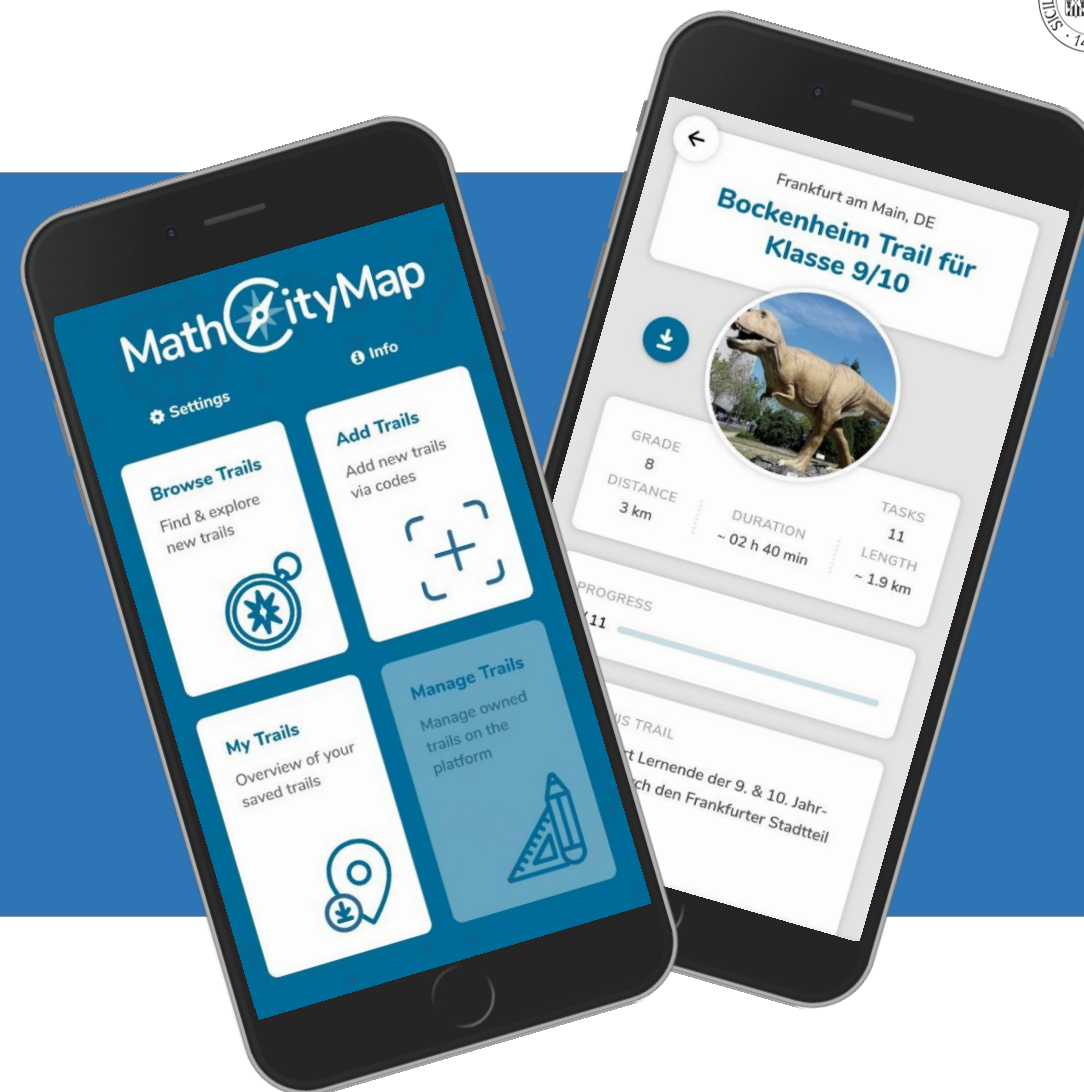 MathCityMap
Settings
Info
Browse Trails
Find & explore
new trails
Add Trails
Add new trails
via codes
My Trails
Overview of your
saved trails
Manage Trails
Manage owned
trails on the
platform
Frankfurt am Main, DE
Bockenheim Trail für
Klasse 9/10
GRADE
8
DISTANCE
3 km
DURATION
~ 02 h 40 min
TASKS
11
LENGTH
~ 1.9 km
PROGRESS
/ 11
TRAIL
Lernende der 9. & 10. Jahr-
den Frankfurter Stadtteil